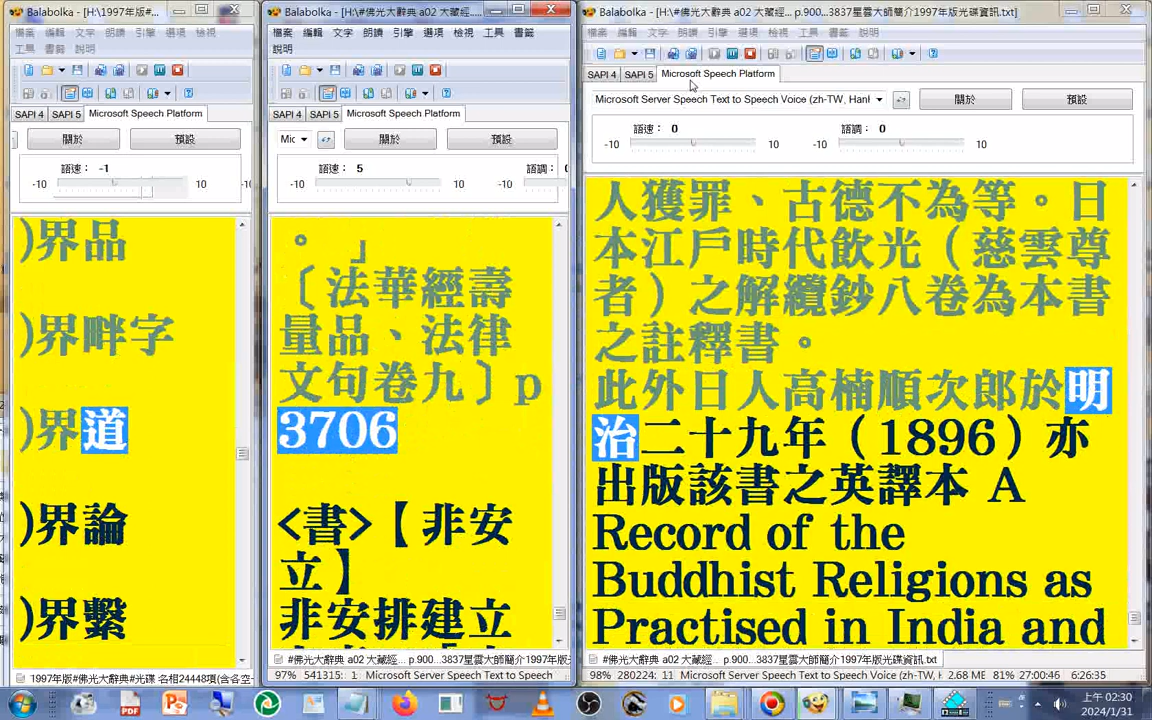 Balabolka - [H:\1997年版#...
檔案 編輯 文字 朗讀 引擎 選項 檢視
工具 書籤 說明
SAPI 4 SAPI 5 Microsoft Speech Platform
關於 預設
語速： -1
-10 10
)界品
)界畔字
)界道
)界論
)界繫
Balabolka - [H:\#佛光大辭典 a02 大藏經...
檔案 編輯 文字 朗讀 引擎 選項 檢視 工具 書籤
說明
SAPI 4 SAPI 5 Microsoft Speech Platform
Mic 關於 預設
語速： 5 語調：
-10 10 -10
。」
〔法華經壽
量品、法律
文句卷九〕p
3706
<書>【非安
立】
非安排建立
#佛光大辭典 a02 大藏經... p.900...3837星雲大師簡介1997年版光
97% 541315: 1 Microsoft Server Speech Text to Speech
Balabolka - [H:\#佛光大辭典 a02 大藏經... p.900...3837星雲大師簡介1997年版光碟資訊.txt]
檔案 編輯 文字 朗讀 引擎 選項 檢視 工具 書籤 說明
SAPI 4 SAPI 5 Microsoft Speech Platform
Microsoft Server Speech Text to Speech Voice (zh-TW, HanH 關於 預設
語速： 0 語調： 0
-10 10 -10 10
人獲罪、古德不為等。日
本江戶時代飲光（慈雲尊
者）之解纜鈔八卷為本書
之註釋書。
此外日人高楠順次郎於明
治二十九年（1896）亦
出版該書之英譯本 A
Record of the
Buddhist Religions as
Practised in India and
#佛光大辭典 a02 大藏經... p.900...3837星雲大師簡介1997年版光碟資訊.txt
98% 280224: 11 Microsoft Server Speech Text to Speech Voice (zh-TW, H 2.68 ME 81% 27:00:46 6:26:35
1997年版#佛光大辭典#光碟 名相24448項(含各空
上午 02:30
2024/1/31